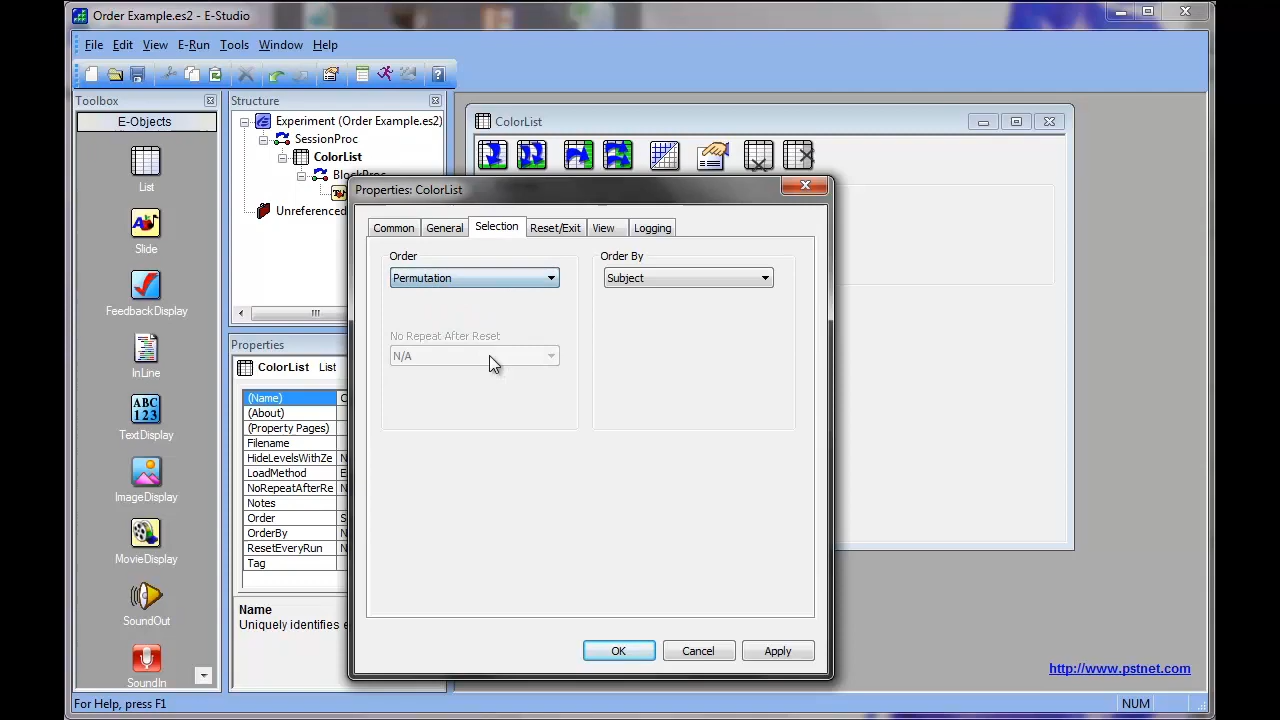 Order Example.es2 - E-Studio
File Edit View E-Run Tools Window Help
Toolbox
E-Objects
List
Slide
FeedbackDisplay
InLine
ABC
123
TextDisplay
ImageDisplay
MovieDisplay
SoundOut
SoundIn
Structure
Experiment (Order Example.es2)
SessionProc
ColorList
BlockProc
Unreferenced
Properties
ColorList List
(Name)
(About)
(Property Pages)
Filename
HideLevelsWithZe
LoadMethod
NoRepeatAfterRe
Notes
Order
OrderBy
ResetEveryRun
Tag
Name
Uniquely identifies
ColorList
Properties: ColorList
Common General Selection Reset/Exit View Logging
Order
Permutation
No Repeat After Reset
N/A
Order By
Subject
OK Cancel Apply
http://www.pstnet.com
For Help, press F1
NUM